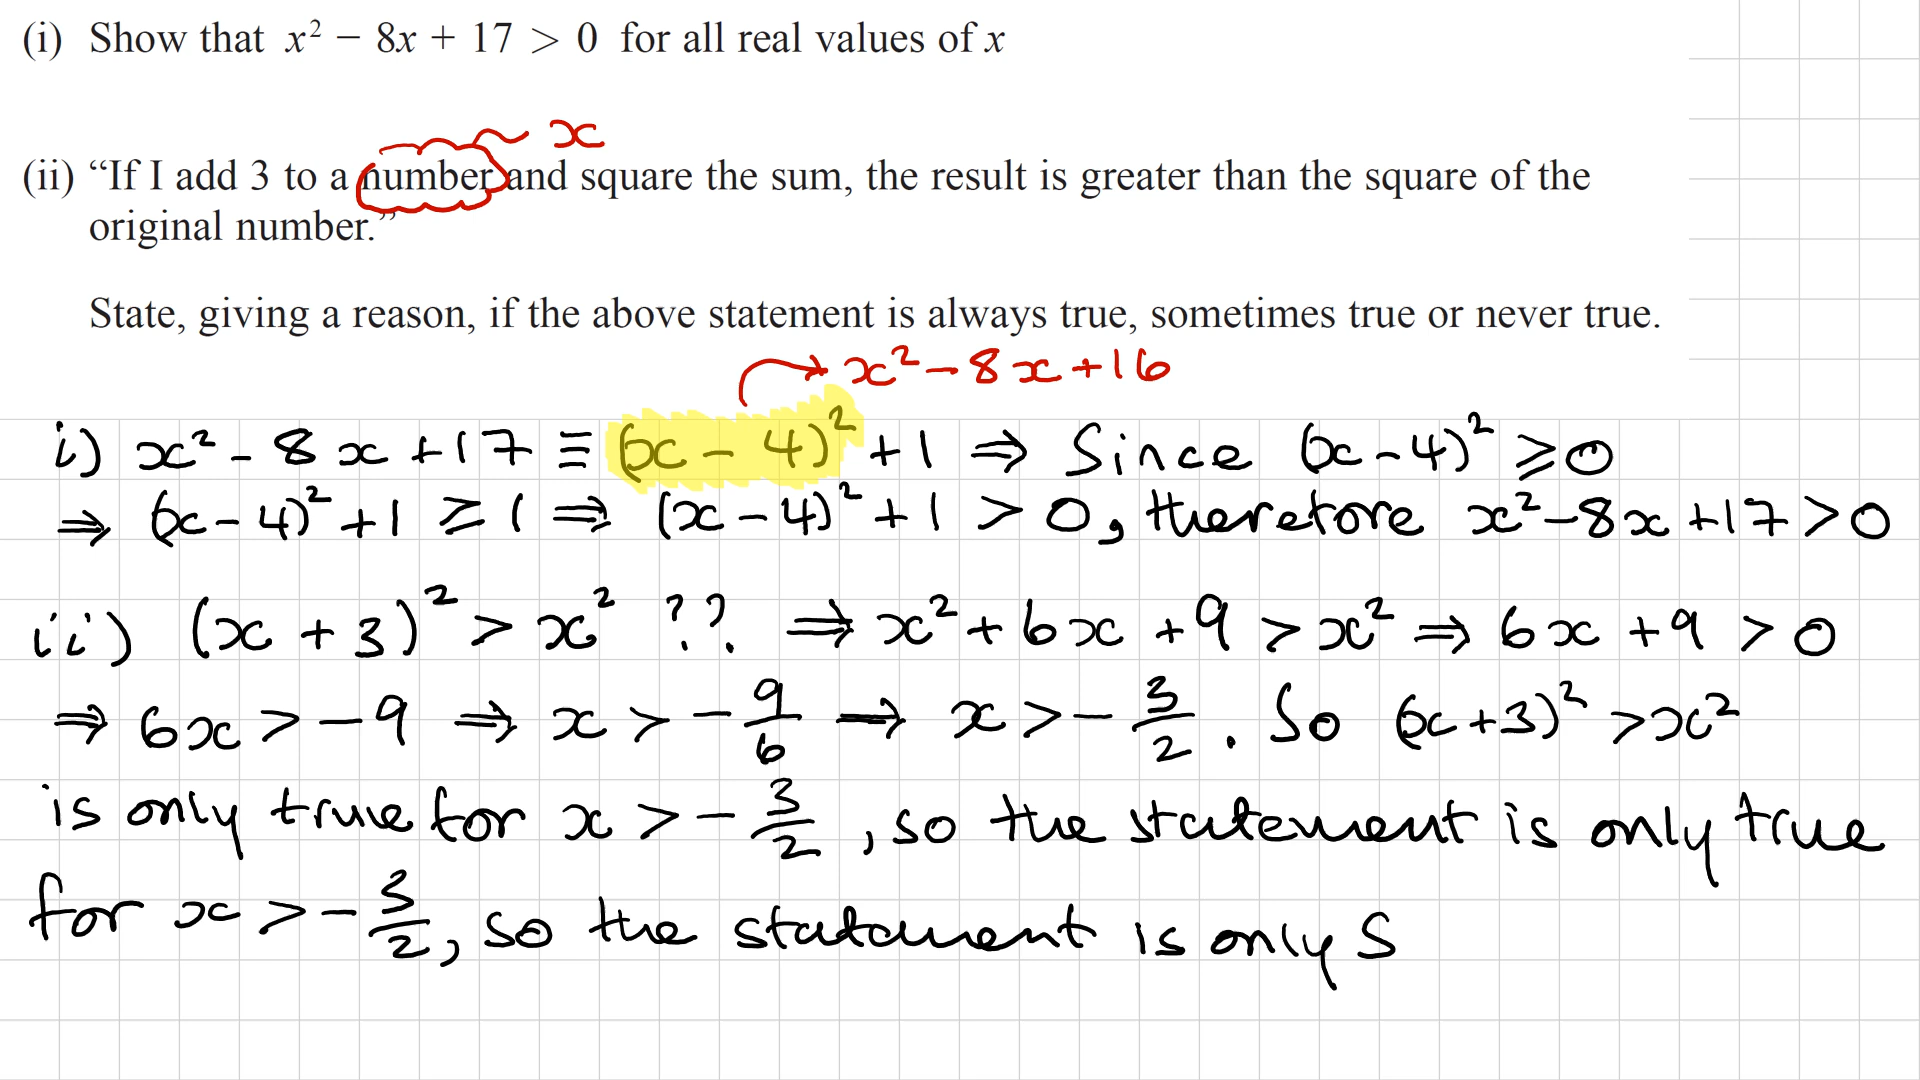 (i) Show that x² − 8x + 17 > 0 for all real values of x
x
(ii) “If I add 3 to a number and square the sum, the result is greater than the square of the
original number.”
State, giving a reason, if the above statement is always true, sometimes true or never true.
x² − 8x + 16
i) x² − 8x + 17 ≡ (x − 4)² + 1 ⇒ Since (x − 4)² ⩾ 0
⇒ (x − 4)² + 1 ≥ 1 ⇒ (x − 4)² + 1 > 0, therefore x² − 8x + 17 > 0
ii) (x + 3)² > x² ?? ⇒ x² + 6x + 9 > x² ⇒ 6x + 9 > 0
⇒ 6x > −9 ⇒ x > −9/6 ⇒ x > −3/2. So (x + 3)² > x²
is only true for x > −3/2, so the statement is only true
for x > −3/2, so the statement is only s